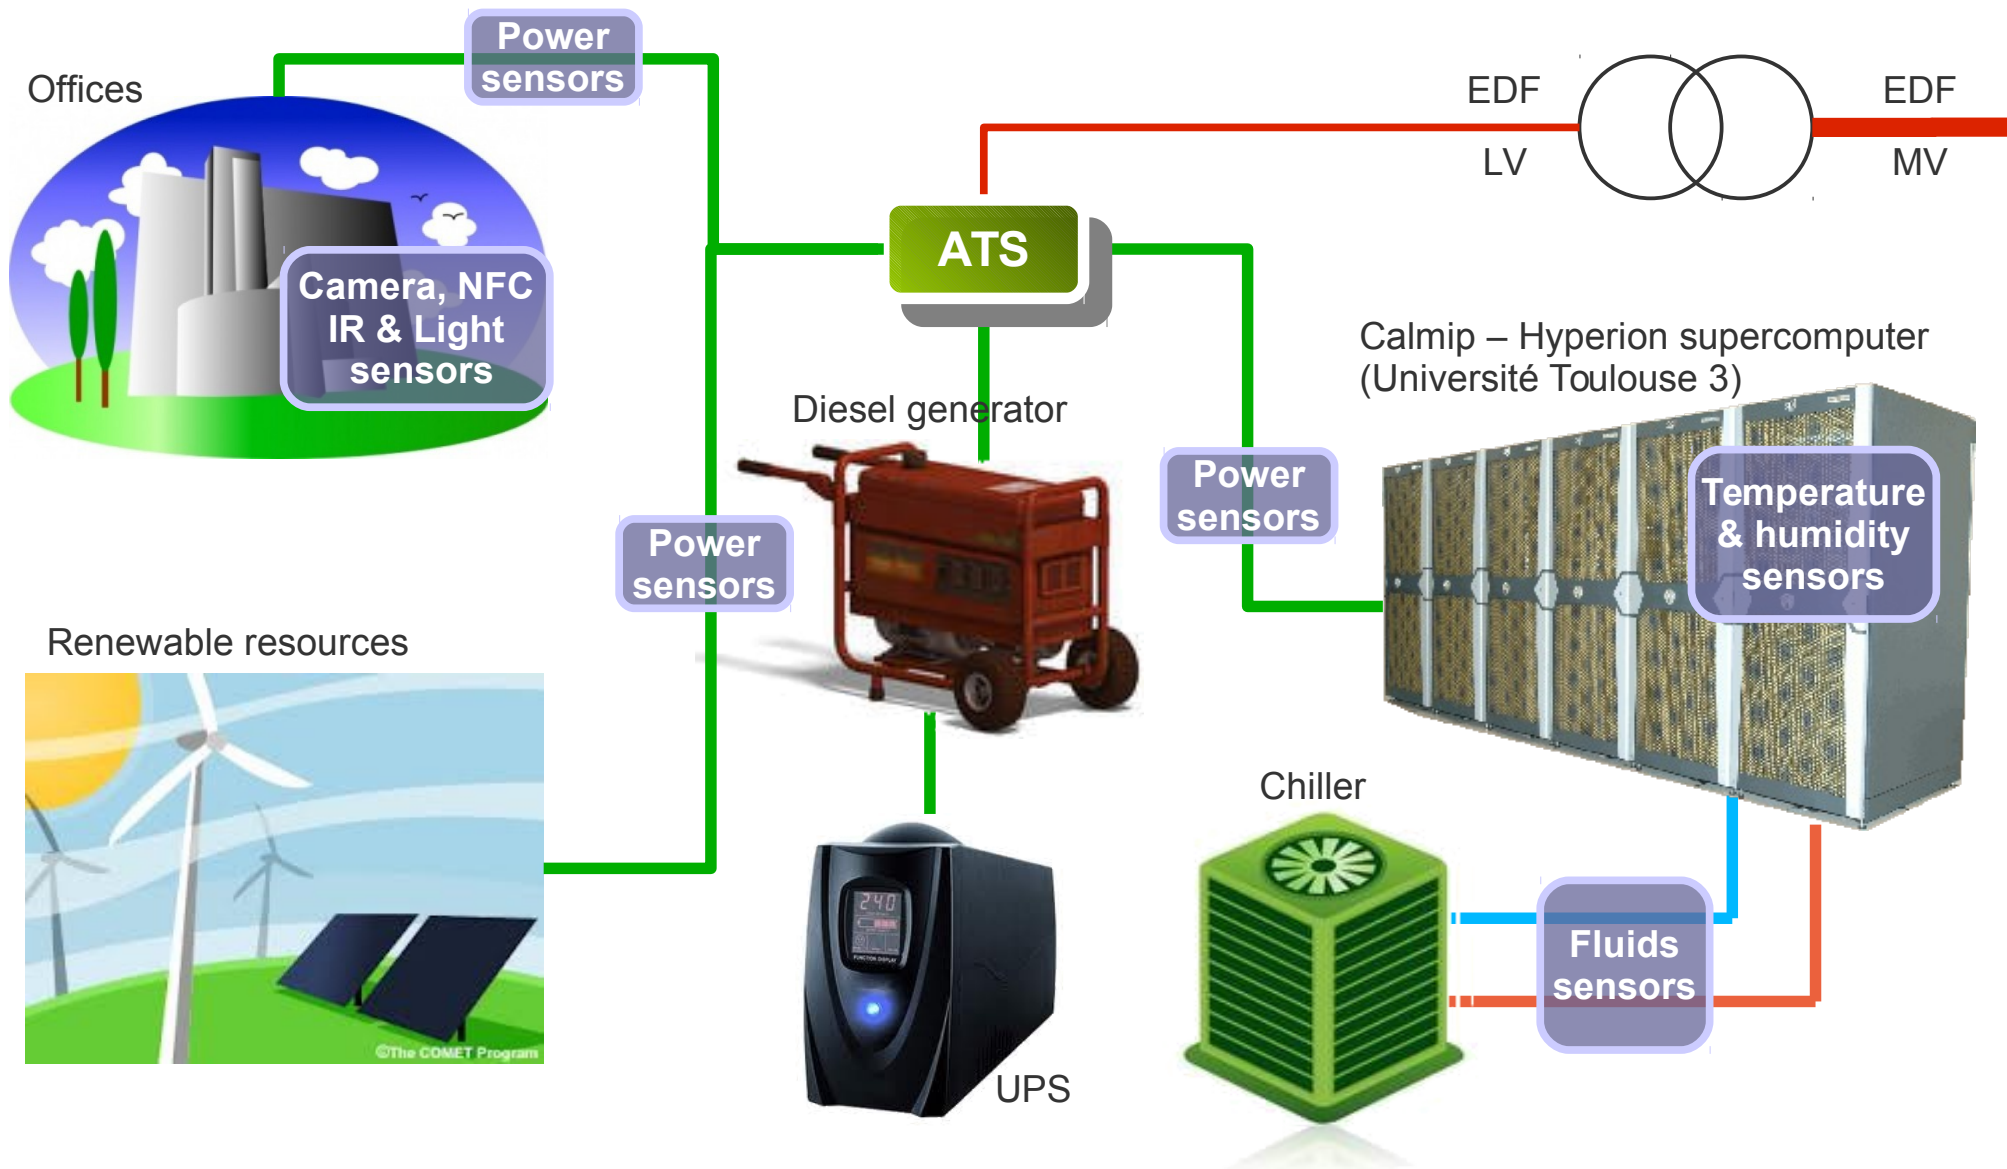 Power
sensors
Offices
EDF
LV
EDF
MV
ATS
Camera, NFC
IR & Light
sensors
Calmip – Hyperion supercomputer
(Université Toulouse 3)
Diesel generator
Power
sensors
Temperature
& humidity
sensors
Power
sensors
Renewable resources
Chiller
240
FUNCTION DISPLAY
Fluids
sensors
©The COMET Program
UPS